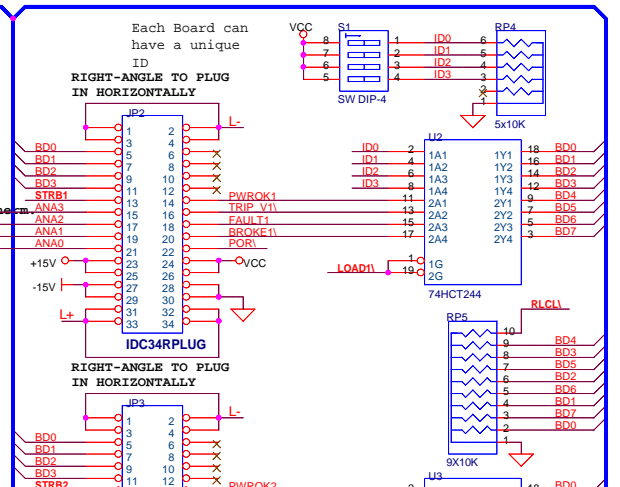 Each Board can
have a unique
ID
RIGHT-ANGLE TO PLUG
IN HORIZONTALLY
VCC
S1
8 1 ID0
7 2 ID1
6 3 ID2
5 4 ID3
SW DIP-4
RP4
6
5
4
3
2
1
5x10K
JP2
L-
1 2
3 4
BD0 5 6
BD1 7 8
BD2 9 10
BD3 11 12
STRB1 13 14 PWROK1
ANA3 15 16 TRIP_V1\
ANA2 17 18 FAULT1
ANA1 19 20 BROKE1\
ANA0 21 22 POR\
+15V 23 24 VCC
25 26
-15V 27 28
29 30
L+ 31 32
33 34
IDC34RPLUG
herm.
U2
ID0 2 1A1 1Y1 18 BD0
ID1 4 1A2 1Y2 16 BD1
ID2 6 1A3 1Y3 14 BD2
ID3 8 1A4 1Y4 12 BD3
11 2A1 2Y1 9 BD4
13 2A2 2Y2 7 BD5
15 2A3 2Y3 5 BD6
17 2A4 2Y4 3 BD7
1 1G
LOAD1\ 19 2G
74HCT244
RLCL\
RP5
10
9 BD4
8 BD3
7 BD5
6 BD2
5 BD6
4 BD1
3 BD7
2 BD0
1
9X10K
RIGHT-ANGLE TO PLUG
IN HORIZONTALLY
JP3
L-
1 2
3 4
BD0 5 6
BD1 7 8
BD2 9 10
BD3 11 12
STRB2 PWROK2
U3
2 18 BD0